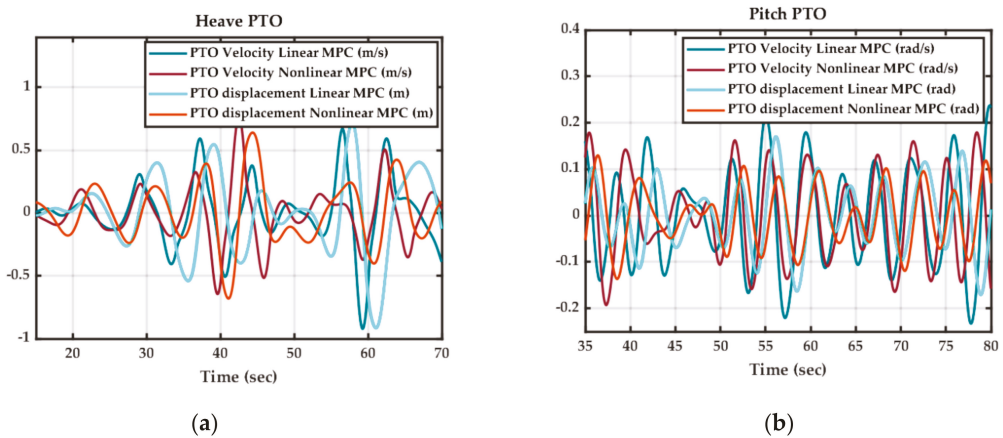 Heave PTO
PTO Velocity Linear MPC (m/s)
PTO Velocity Nonlinear MPC (m/s)
PTO displacement Linear MPC (m)
PTO displacement Nonlinear MPC (m)
1
0.5
0
-0.5
-1
20 30 40 50 60 70
Time (sec)
(a)
Pitch PTO
PTO Velocity Linear MPC (rad/s)
PTO Velocity Nonlinear MPC (rad/s)
PTO displacement Linear MPC (rad)
PTO displacement Nonlinear MPC (rad)
0.4
0.3
0.2
0.1
0
-0.1
-0.2
35 40 45 50 55 60 65 70 75 80
Time (sec)
(b)